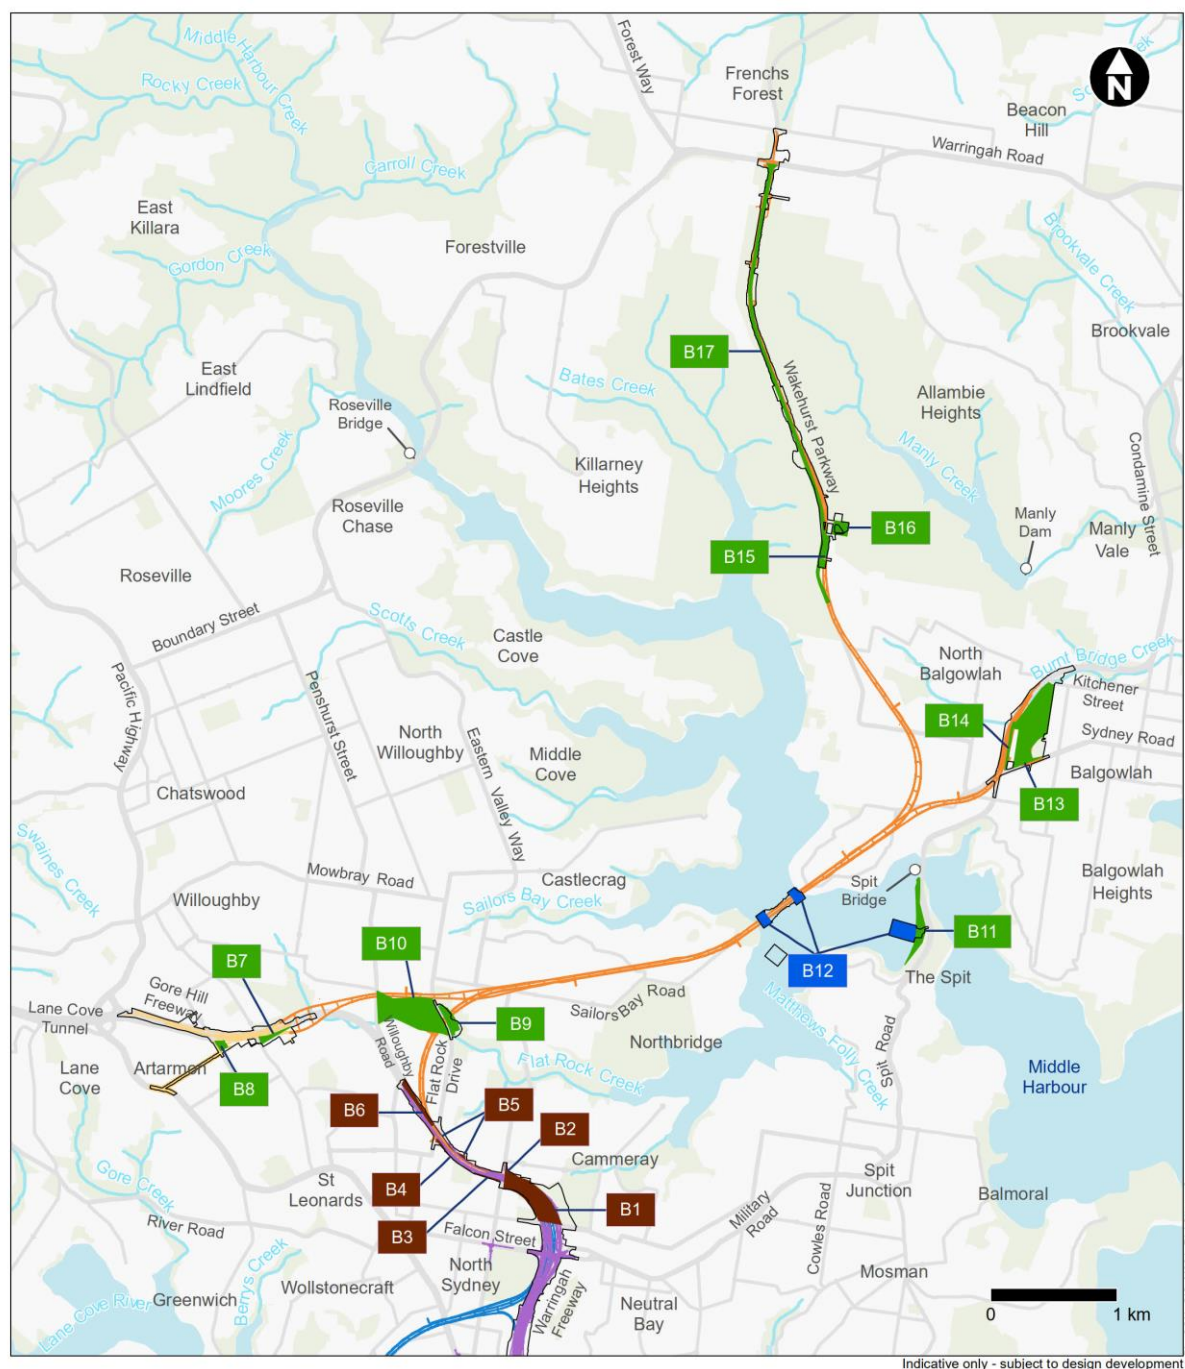 Middle Harbour Creek
Rocky Creek
Forest Way
Frenchs
Forest
N
Beacon
Hill
Warringah Road
Carroll Creek
East
Killara
Gordon Creek
Forestville
Brookvale Creek
Brookvale
B17
East
Lindfield
Bates Creek
Wakehurst Parkway
Allambie
Heights
Roseville
Bridge
Moores Creek
Killarney
Heights
Manly Creek
Condamine Street
Roseville
Chase
B16
Manly
Dam
Manly
Vale
B15
Roseville
Boundary Street
Scotts Creek
Castle
Cove
North
Balgowlah
Burnt Bridge Creek
Kitchener
Street
Pacific Highway
Penshurst Street
North
Willoughby
Eastern Valley Way
Middle
Cove
B14
Sydney Road
Balgowlah
B13
Chatswood
Swaines Creek
Mowbray Road
Castlecrag
Spit
Bridge
Balgowlah
Heights
Willoughby
Sailors Bay Creek
B10
B7
B11
B12
The Spit
Gore Hill
Freeway
Lane Cove
Tunnel
Sailors Bay Road
Matthews Folly Creek
B9
Willoughby
Road
Flat Rock
Drive
Northbridge
Spit Road
Lane
Cove
Artarmon
B8
Flat Rock Creek
Middle
Harbour
B6
B5
B2
Cammeray
St
Leonards
B4
B1
B3
Gore Creek
River Road
Falcon Street
Military
Road
Cowles Road
Spit
Junction
Balmoral
Berrys Creek
Wollstonecraft
North
Sydney
Mosman
Lane Cove River
Greenwich
Warringah
Freeway
Neutral
Bay
0 1 km
Indicative only - subject to design development